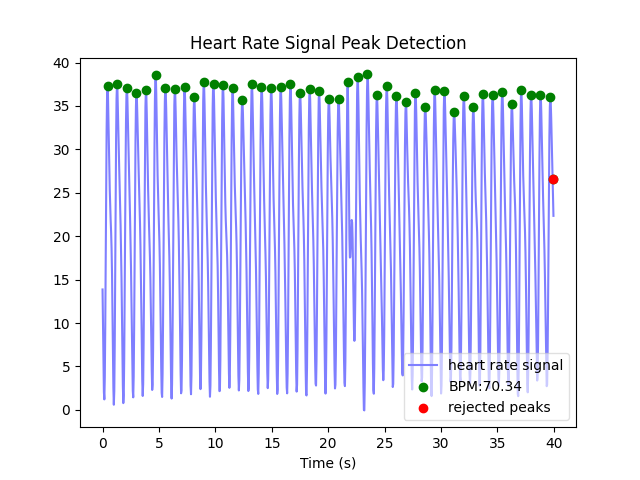 Heart Rate Signal Peak Detection
40
35
30
25
20
15
10
5
0
heart rate signal
BPM:70.34
rejected peaks
0 5 10 15 20 25 30 35 40
Time (s)